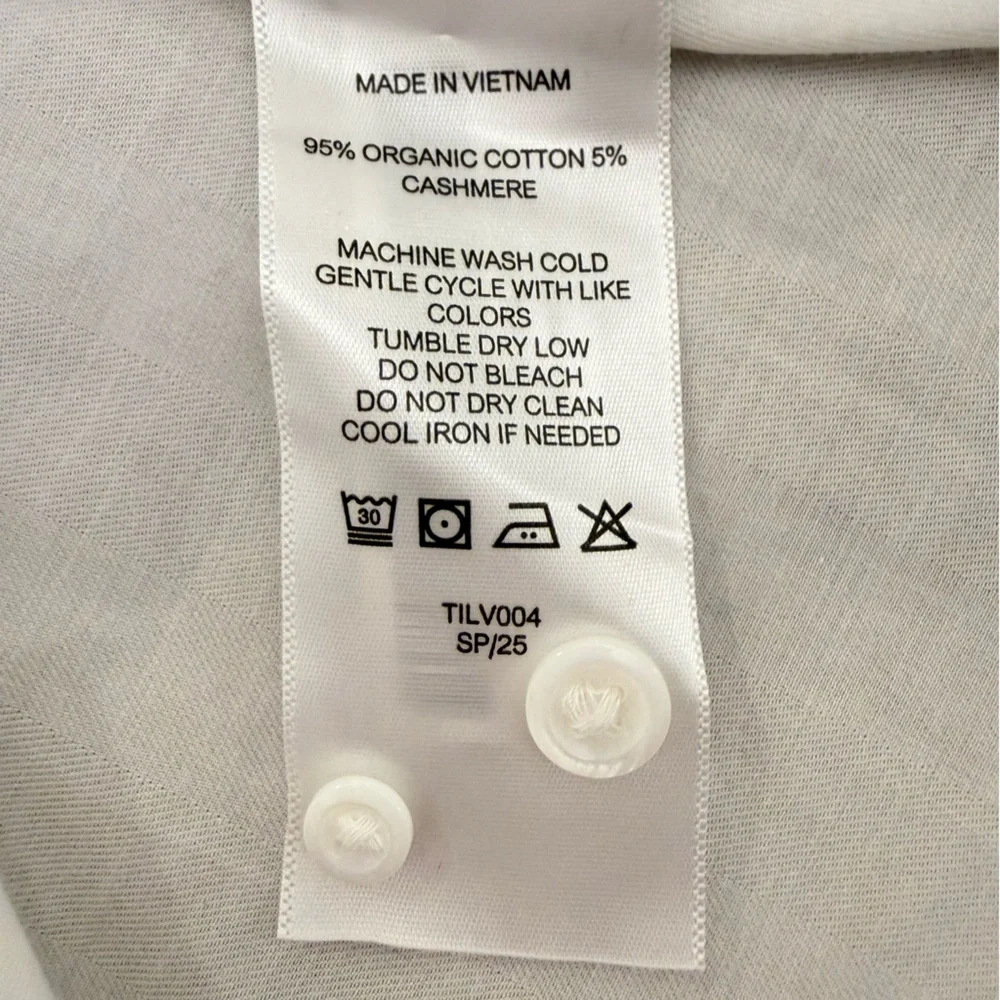 MADE IN VIETNAM
95% ORGANIC COTTON 5%
CASHMERE
MACHINE WASH COLD
GENTLE CYCLE WITH LIKE
COLORS
TUMBLE DRY LOW
DO NOT BLEACH
DO NOT DRY CLEAN
COOL IRON IF NEEDED
30
TILV004
SP/25